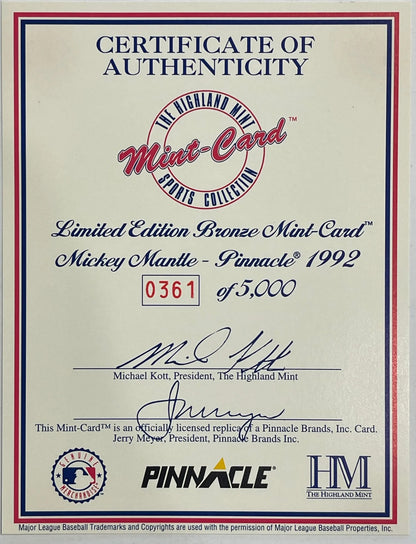 CERTIFICATE OF
AUTHENTICITY
THE HIGHLAND MINT
Mint-Card™
SPORTS COLLECTION
Limited Edition Bronze Mint-Card™
Mickey Mantle - Pinnacle® 1992
0361 of 5,000
Michael Kott, President, The Highland Mint
This Mint-Card™ is an officially licensed replica of a Pinnacle Brands, Inc. Card.
Jerry Meyer, President, Pinnacle Brands Inc.
GENUINE
MERCHANDISE
PINNACLE®
HM
THE HIGHLAND MINT
Major League Baseball Trademarks and Copyrights are used with the permission of Major League Baseball Properties, Inc.